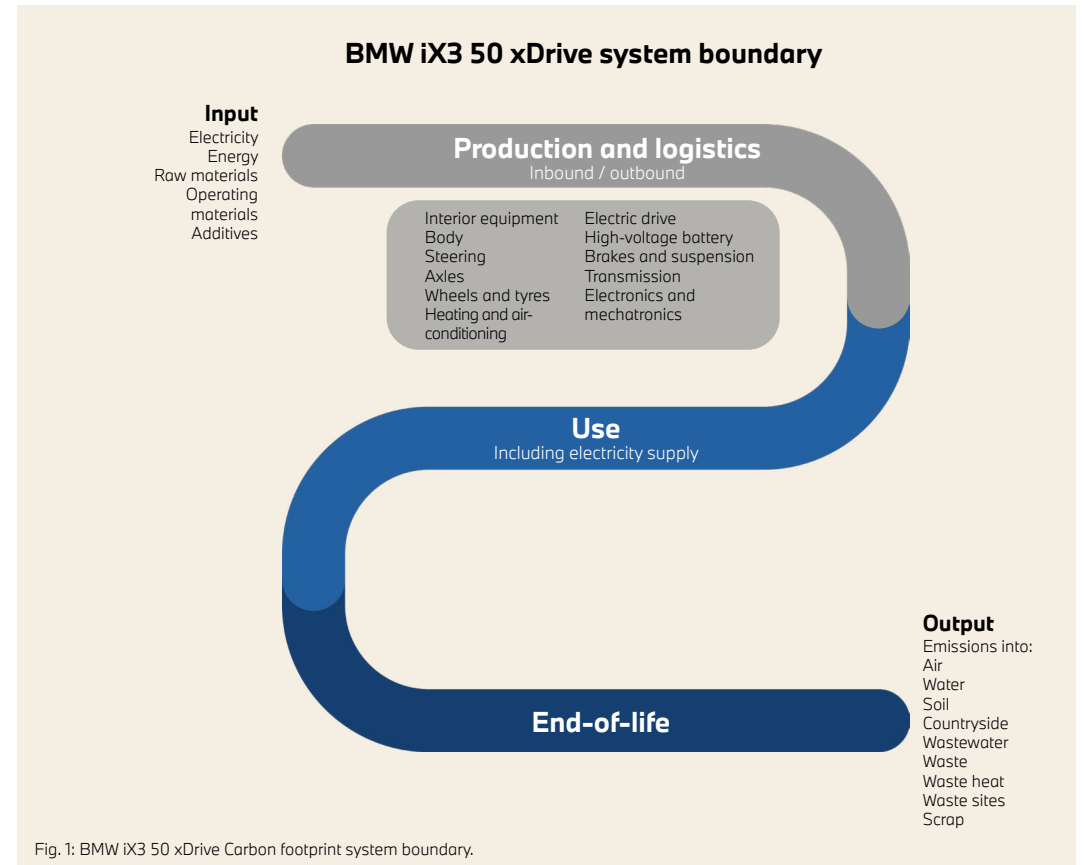 BMW iX3 50 xDrive system boundary
Input
Electricity
Energy
Raw materials
Operating
materials
Additives
Production and logistics
Inbound / outbound
Interior equipment
Body
Steering
Axles
Wheels and tyres
Heating and air-
conditioning
Electric drive
High-voltage battery
Brakes and suspension
Transmission
Electronics and
mechatronics
Use
Including electricity supply
End-of-life
Output
Emissions into:
Air
Water
Soil
Countryside
Wastewater
Waste
Waste heat
Waste sites
Scrap
Fig. 1: BMW iX3 50 xDrive Carbon footprint system boundary.